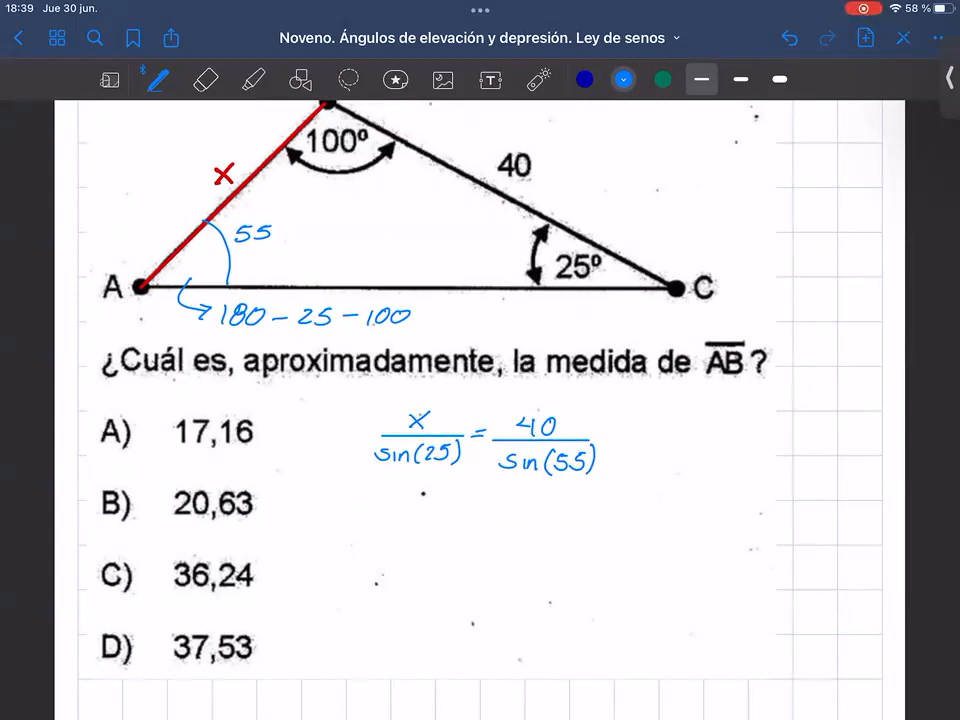 18:39 Jue 30 jun.
58 %
Noveno. Ángulos de elevación y depresión. Ley de senos
100º
40
X
55
25º
A
C
180 - 25 - 100
¿Cuál es, aproximadamente, la medida de AB ?
A) 17,16
x / sin(25) = 40 / sin(55)
B) 20,63
C) 36,24
D) 37,53